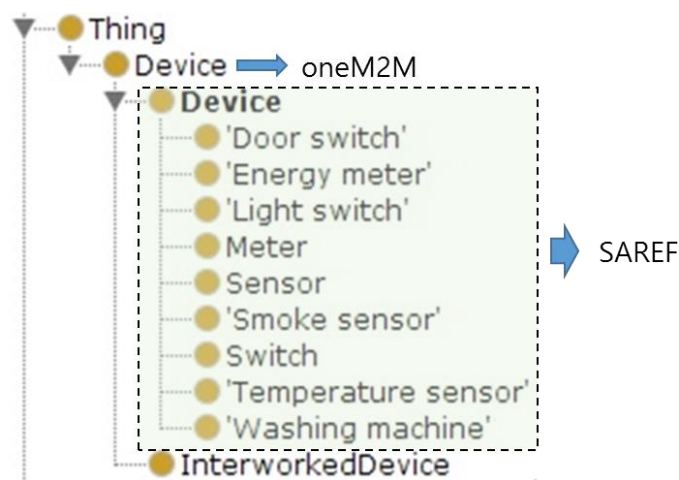 Thing
Device oneM2M
Device
'Door switch'
'Energy meter'
'Light switch'
Meter
Sensor
SAREF
'Smoke sensor'
Switch
'Temperature sensor'
'Washing machine'
InterworkedDevice